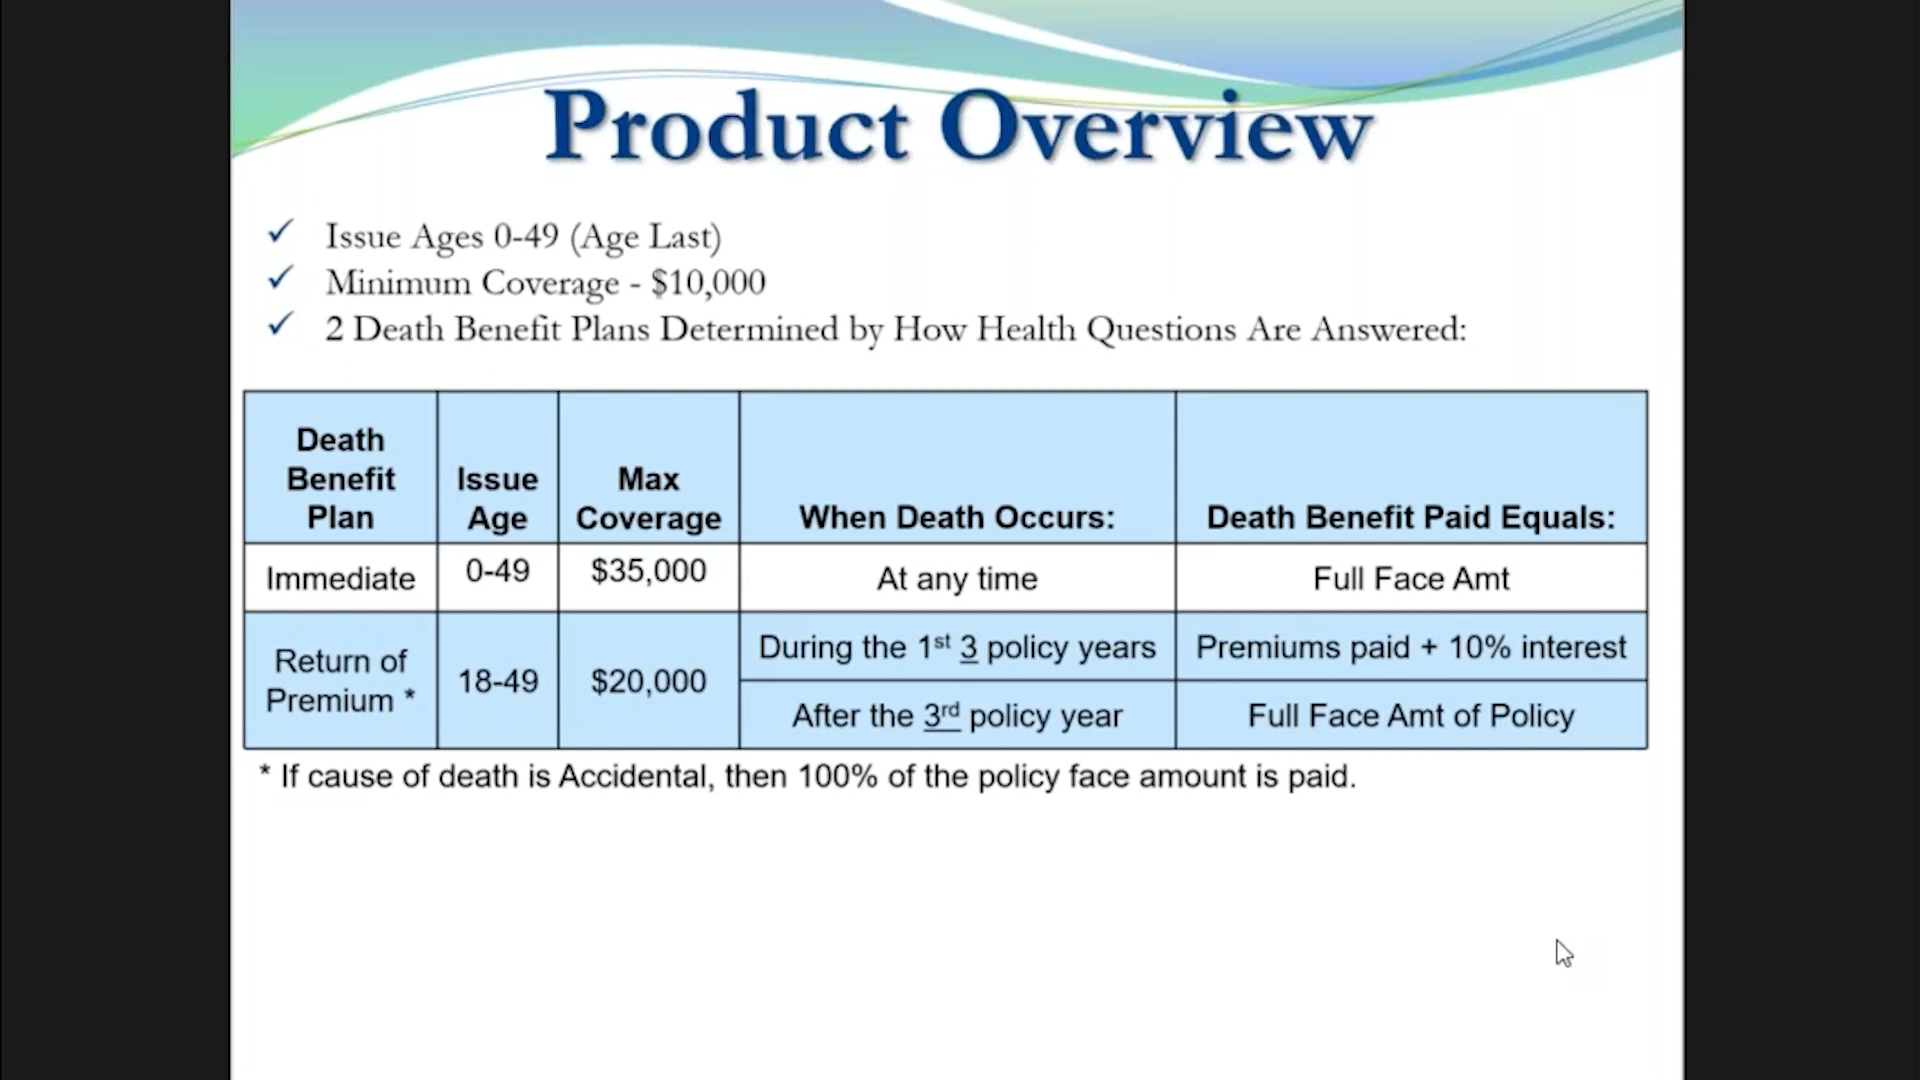 Product Overview
✓ Issue Ages 0-49 (Age Last)
✓ Minimum Coverage - $10,000
✓ 2 Death Benefit Plans Determined by How Health Questions Are Answered:
Death Benefit Plan
Issue Age
Max Coverage
When Death Occurs:
Death Benefit Paid Equals:
Immediate
0-49
$35,000
At any time
Full Face Amt
Return of Premium *
18-49
$20,000
During the 1st 3 policy years
Premiums paid + 10% interest
After the 3rd policy year
Full Face Amt of Policy
* If cause of death is Accidental, then 100% of the policy face amount is paid.